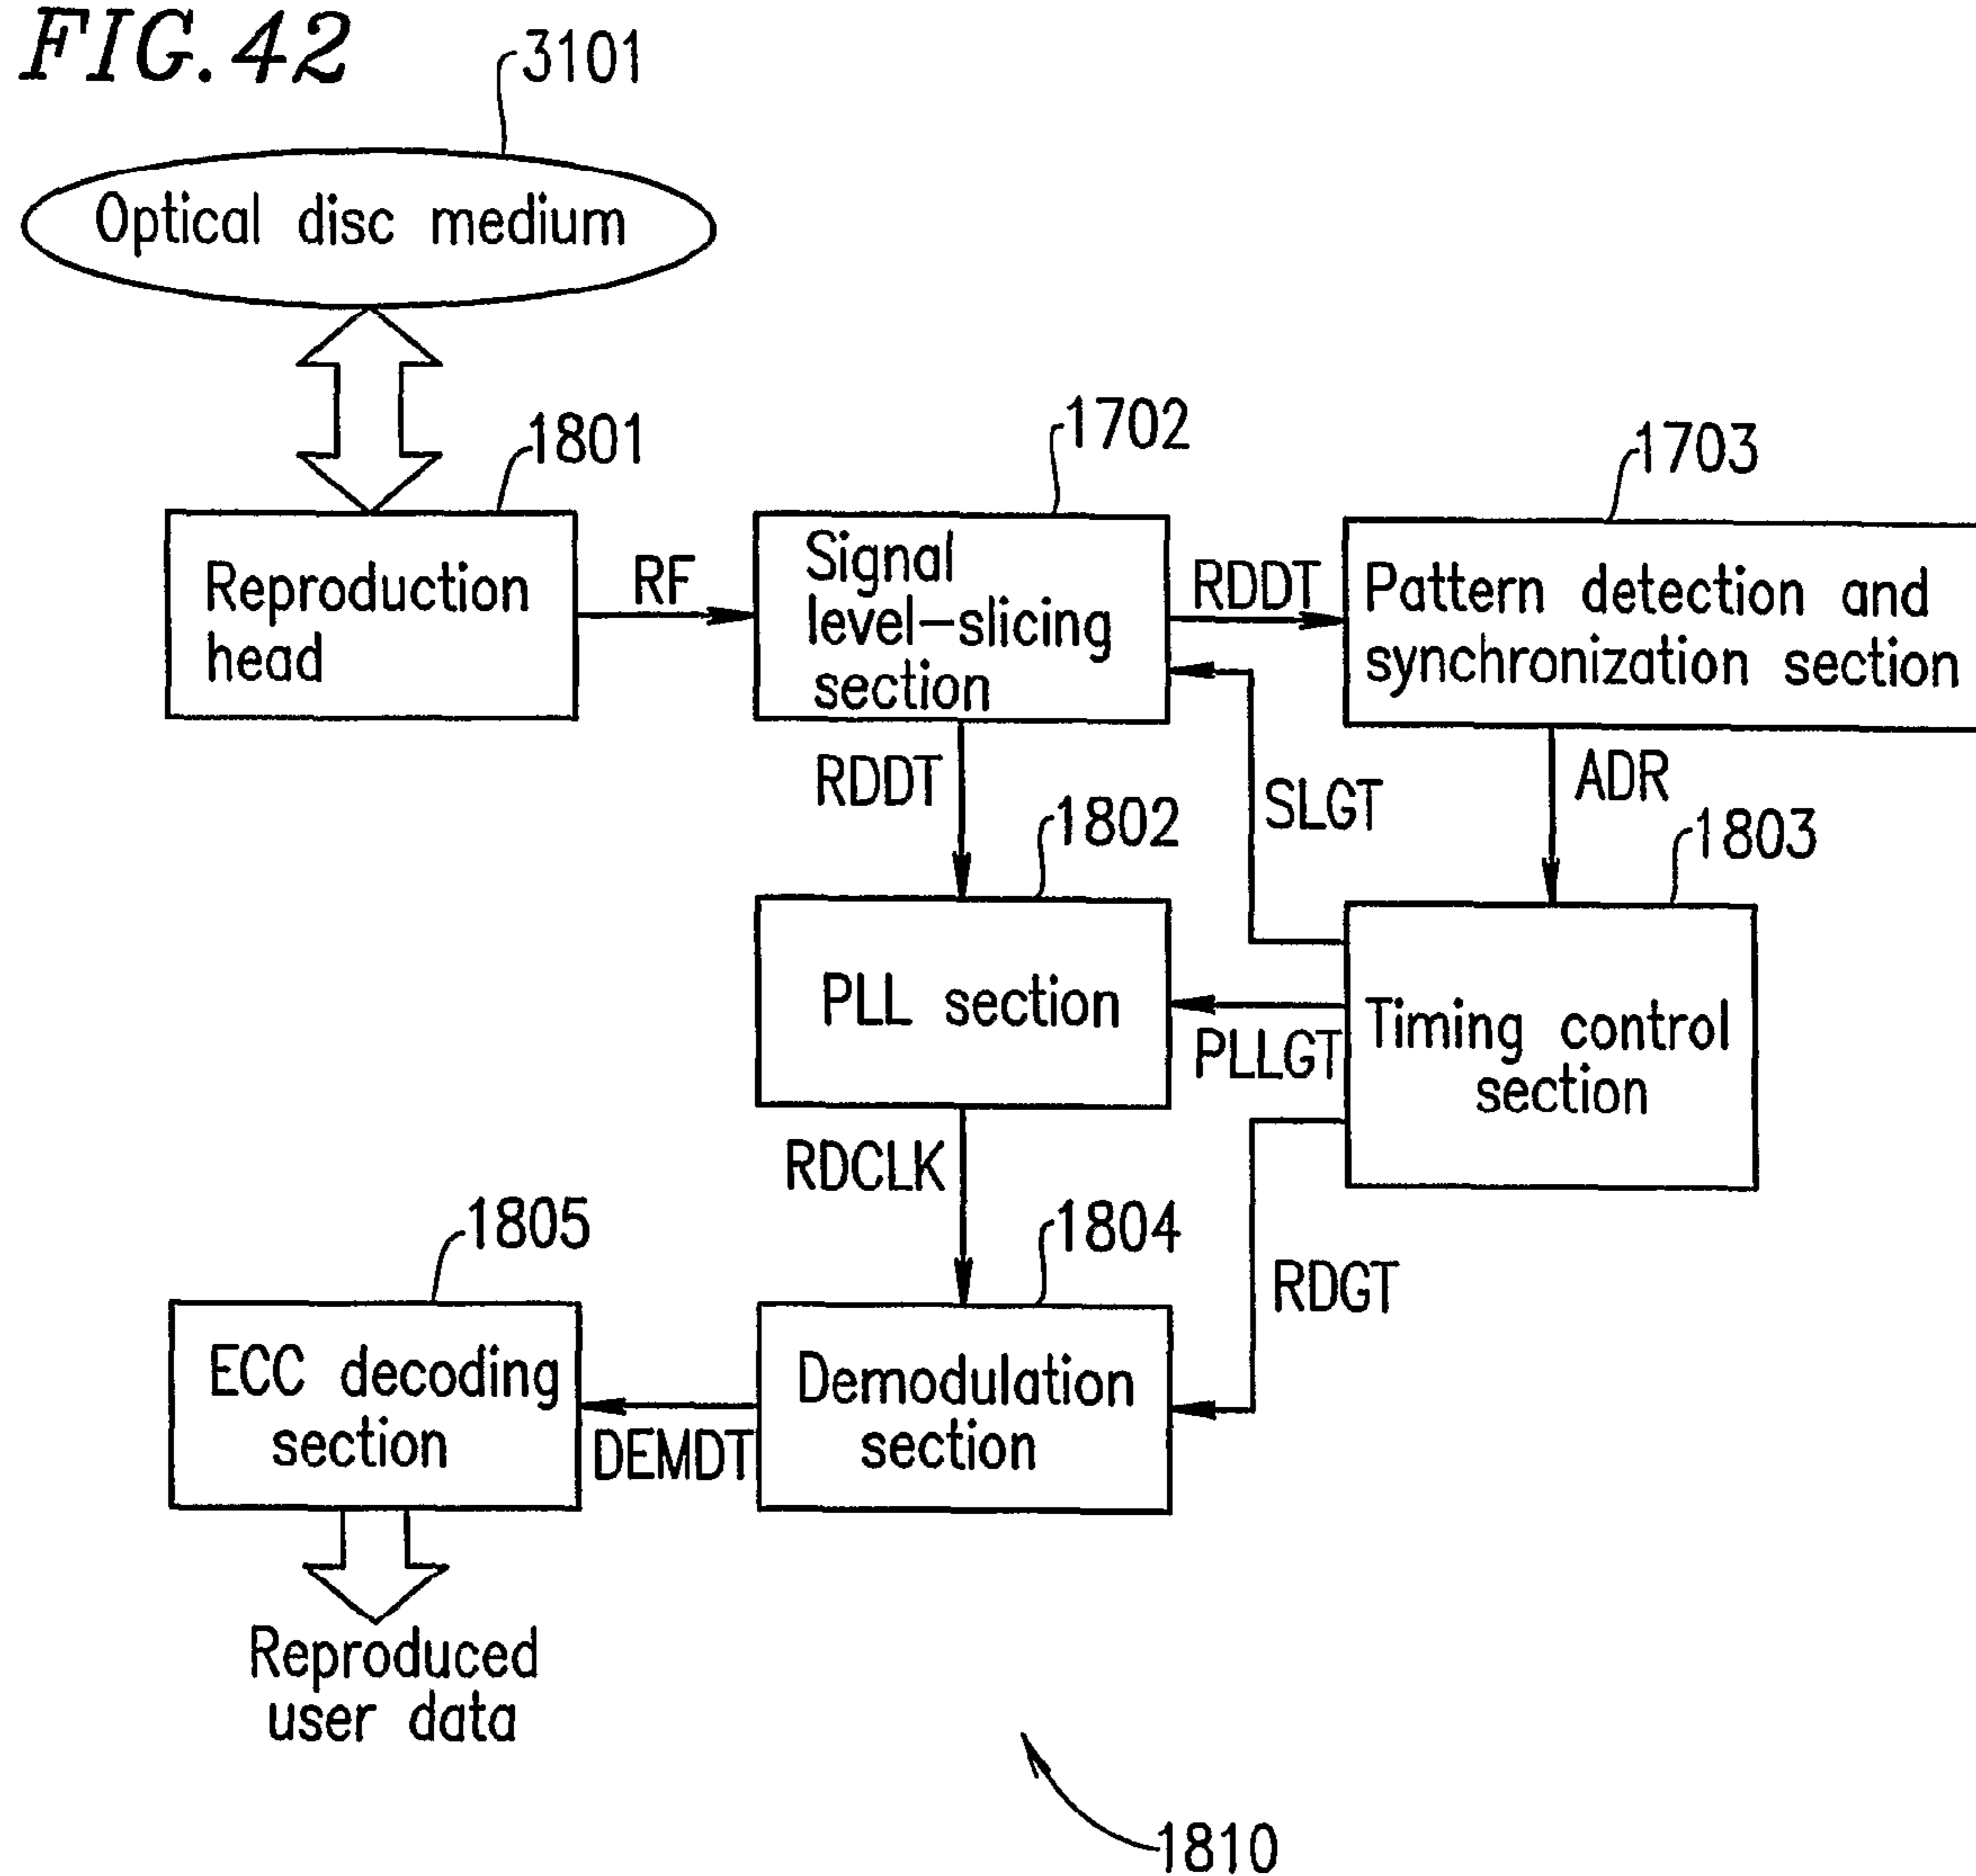 FIG. 42
3101
Optical disc medium
1801
1702
1703
Reproduction
head
RF
Signal
level-slicing
section
RDDT
Pattern detection and
synchronization section
RDDT
SLGT
ADR
1802
1803
PLL section
PLLGT
Timing control
section
RDCLK
1805
1804
RDGT
ECC decoding
section
DEMDT
Demodulation
section
Reproduced
user data
1810